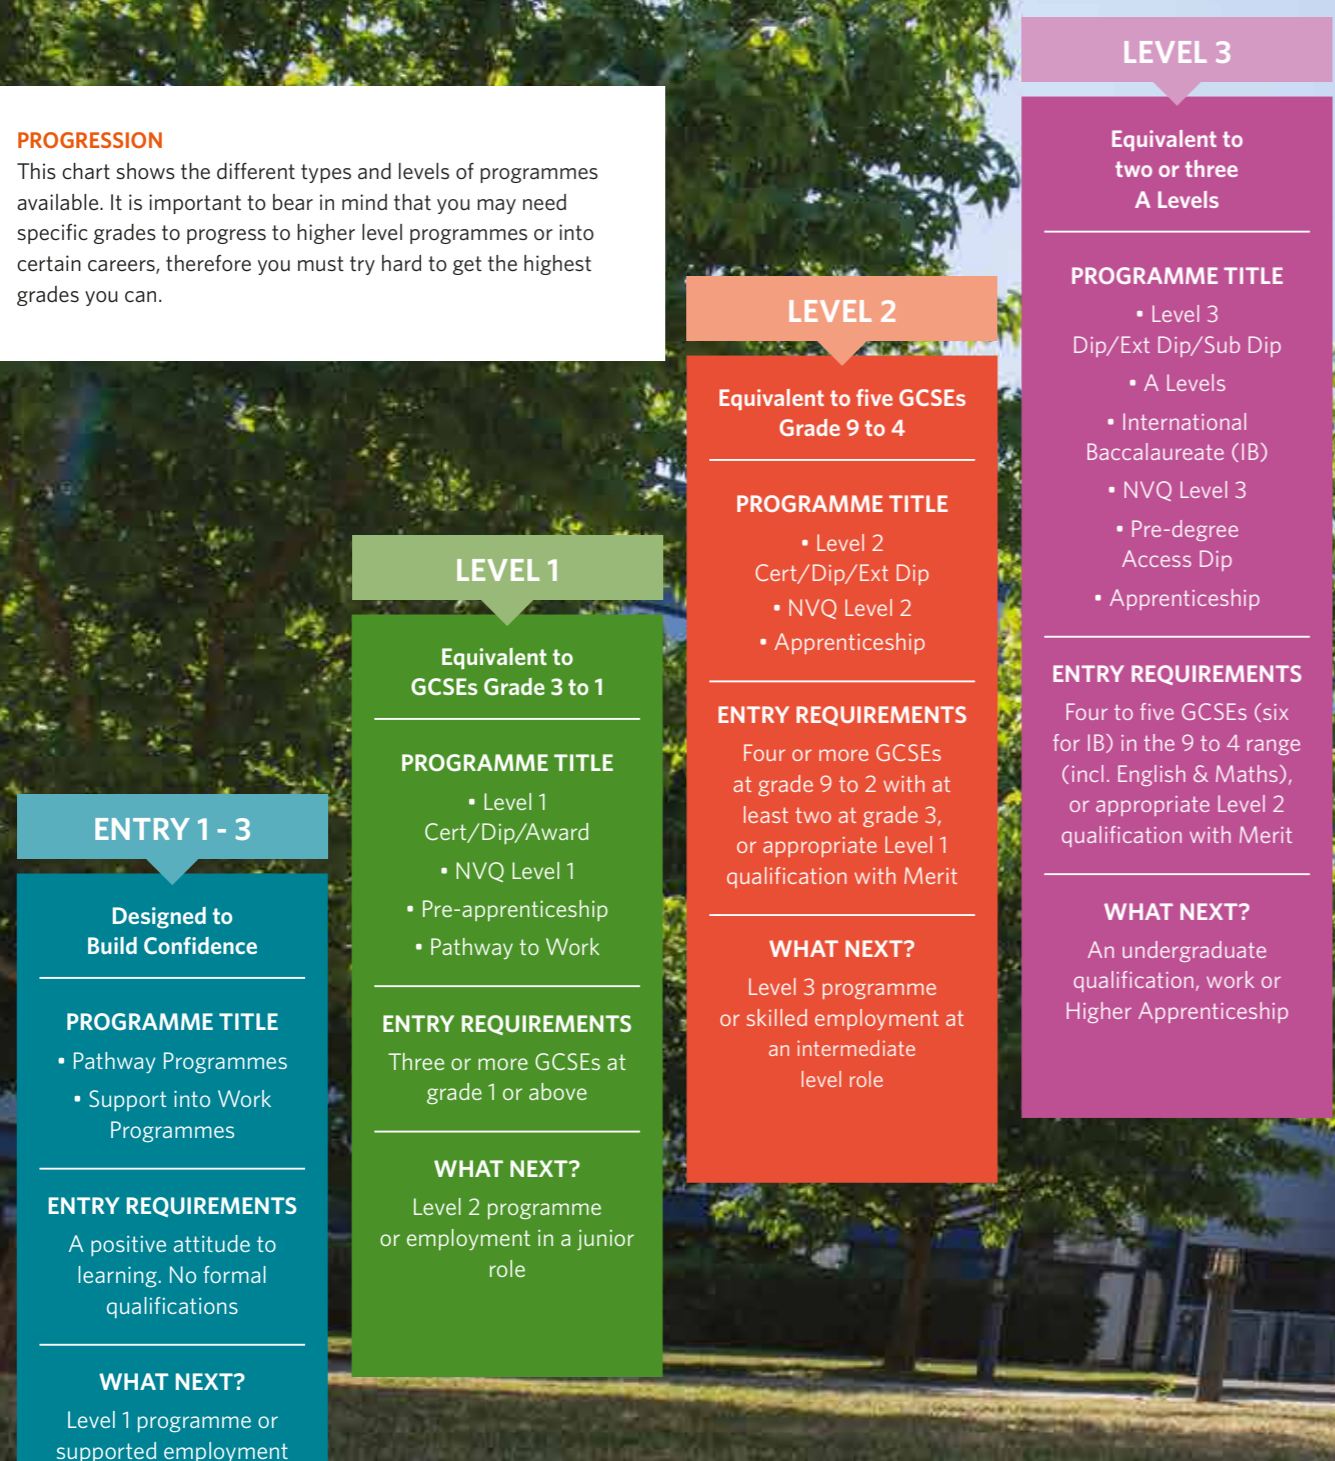 PROGRESSION
This chart shows the different types and levels of programmes
available. It is important to bear in mind that you may need
specific grades to progress to higher level programmes or into
certain careers, therefore you must try hard to get the highest
grades you can.
ENTRY 1 - 3
Designed to
Build Confidence
PROGRAMME TITLE
• Pathway Programmes
• Support into Work
Programmes
ENTRY REQUIREMENTS
A positive attitude to
learning. No formal
qualifications
WHAT NEXT?
Level 1 programme or
supported employment
LEVEL 1
Equivalent to
GCSEs Grade 3 to 1
PROGRAMME TITLE
• Level 1
Cert/Dip/Award
• NVQ Level 1
• Pre-apprenticeship
• Pathway to Work
ENTRY REQUIREMENTS
Three or more GCSEs at
grade 1 or above
WHAT NEXT?
Level 2 programme
or employment in a junior
role
LEVEL 2
Equivalent to five GCSEs
Grade 9 to 4
PROGRAMME TITLE
• Level 2
Cert/Dip/Ext Dip
• NVQ Level 2
• Apprenticeship
ENTRY REQUIREMENTS
Four or more GCSEs
at grade 9 to 2 with at
least two at grade 3,
or appropriate Level 1
qualification with Merit
WHAT NEXT?
Level 3 programme
or skilled employment at
an intermediate
level role
LEVEL 3
Equivalent to
two or three
A Levels
PROGRAMME TITLE
• Level 3
Dip/Ext Dip/Sub Dip
• A Levels
• International
Baccalaureate (IB)
• NVQ Level 3
• Pre-degree
Access Dip
• Apprenticeship
ENTRY REQUIREMENTS
Four to five GCSEs (six
for IB) in the 9 to 4 range
(incl. English & Maths),
or appropriate Level 2
qualification with Merit
WHAT NEXT?
An undergraduate
qualification, work or
Higher Apprenticeship